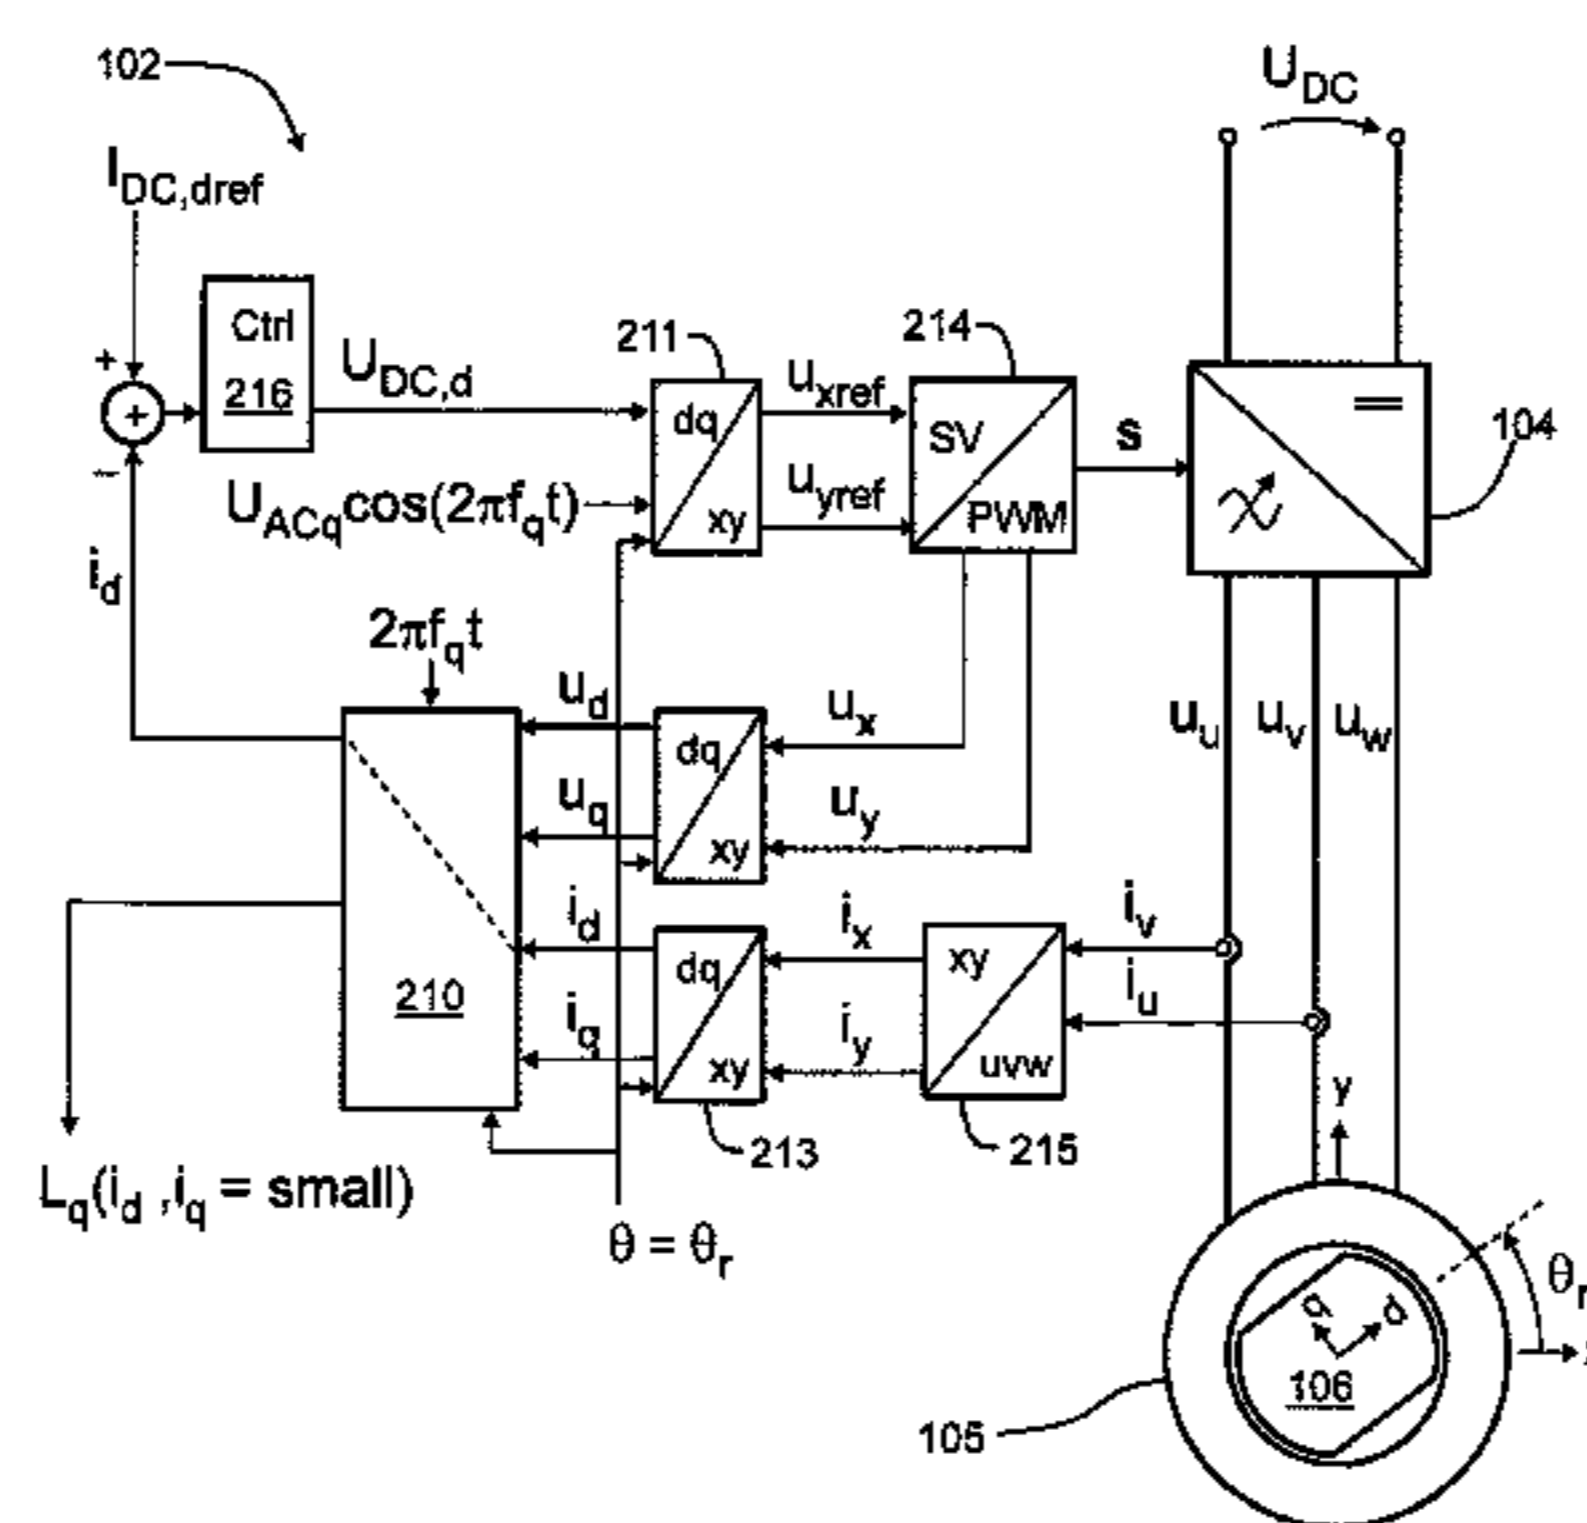 102
U_DC
I_DC,dref
Ctrl
216
+
+
−
U_DC,d
211
214
u_xref
u_yref
dq
xy
SV
PWM
s
=
104
U_ACq cos(2πf_q t)
i_d
2πf_q t
u_d
u_q
dq
xy
u_x
u_y
u_u
u_v
u_w
i_d
i_q
210
dq
xy
i_x
i_y
xy
uvw
i_v
i_u
213
215
y
L_q(i_d ,i_q = small)
θ = θ_r
θ_r
q
d
106
105